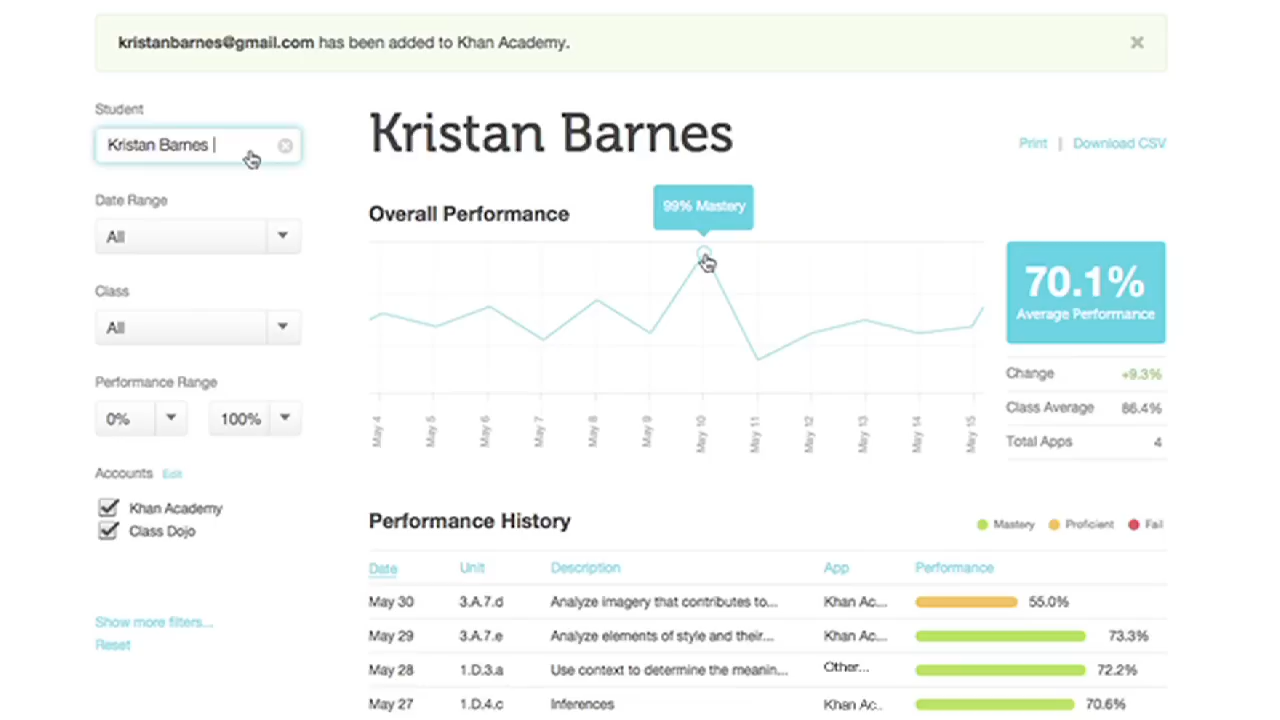 kristanbarnes@gmail.com has been added to Khan Academy.
Student
Kristan Barnes
Date Range
All
Class
All
Performance Range
0% 100%
Accounts Edit
Khan Academy
Class Dojo
Show more filters...
Reset
Kristan Barnes
Print | Download CSV
Overall Performance
99% Mastery
May 4 May 5 May 6 May 7 May 8 May 9 May 10 May 11 May 12 May 13 May 14 May 15
70.1%
Average Performance
Change +9.3%
Class Average 86.4%
Total Apps 4
Performance History
Mastery Proficient Fail
Date Unit Description App Performance
May 30 3.A.7.d Analyze imagery that contributes to... Khan Ac... 55.0%
May 29 3.A.7.e Analyze elements of style and their... Khan Ac... 73.3%
May 28 1.D.3.a Use context to determine the meanin... Other... 72.2%
May 27 1.D.4.c Inferences Khan Ac.. 70.6%